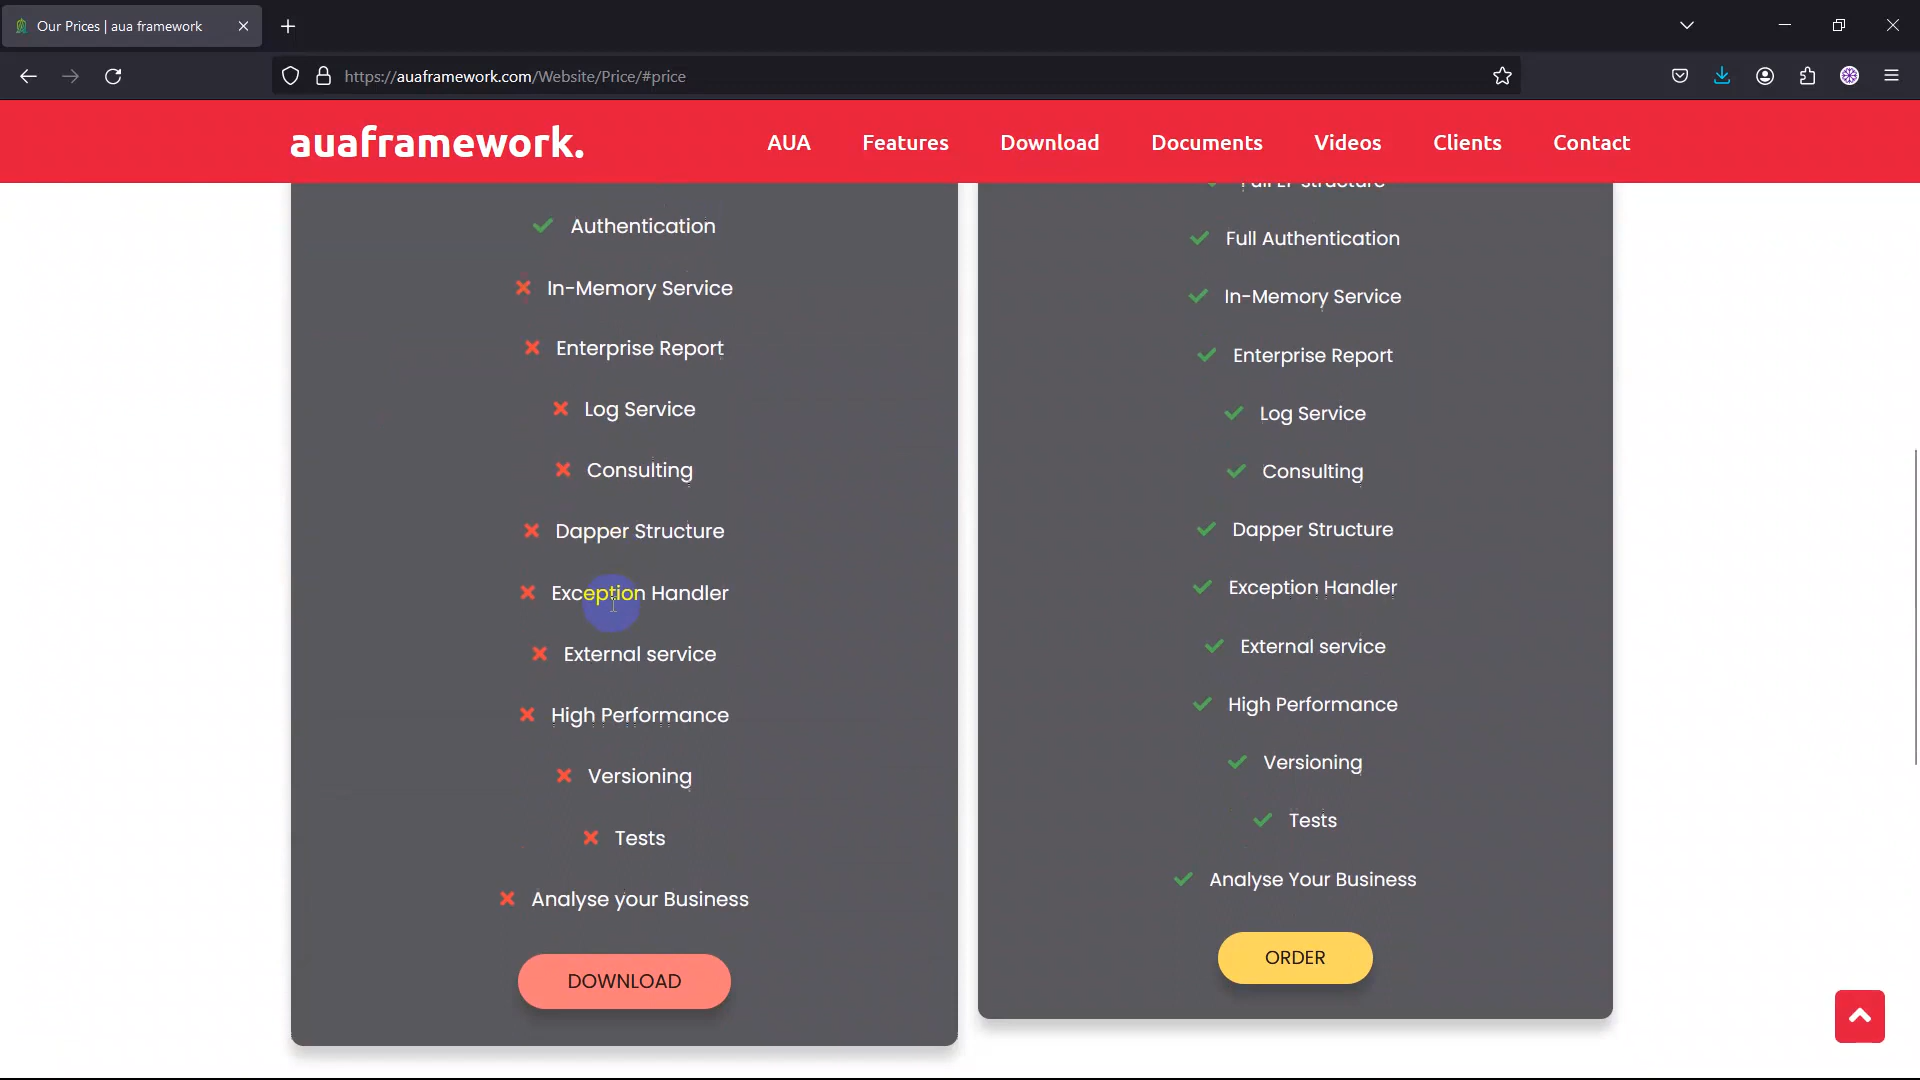 Our Prices | aua framework
https://auaframework.com/Website/Price/#price
auaframework.
AUA
Features
Download
Documents
Videos
Clients
Contact
Authentication
In-Memory Service
Enterprise Report
Log Service
Consulting
Dapper Structure
Exception Handler
External service
High Performance
Versioning
Tests
Analyse your Business
DOWNLOAD
Full EF Structure
Full Authentication
In-Memory Service
Enterprise Report
Log Service
Consulting
Dapper Structure
Exception Handler
External service
High Performance
Versioning
Tests
Analyse Your Business
ORDER